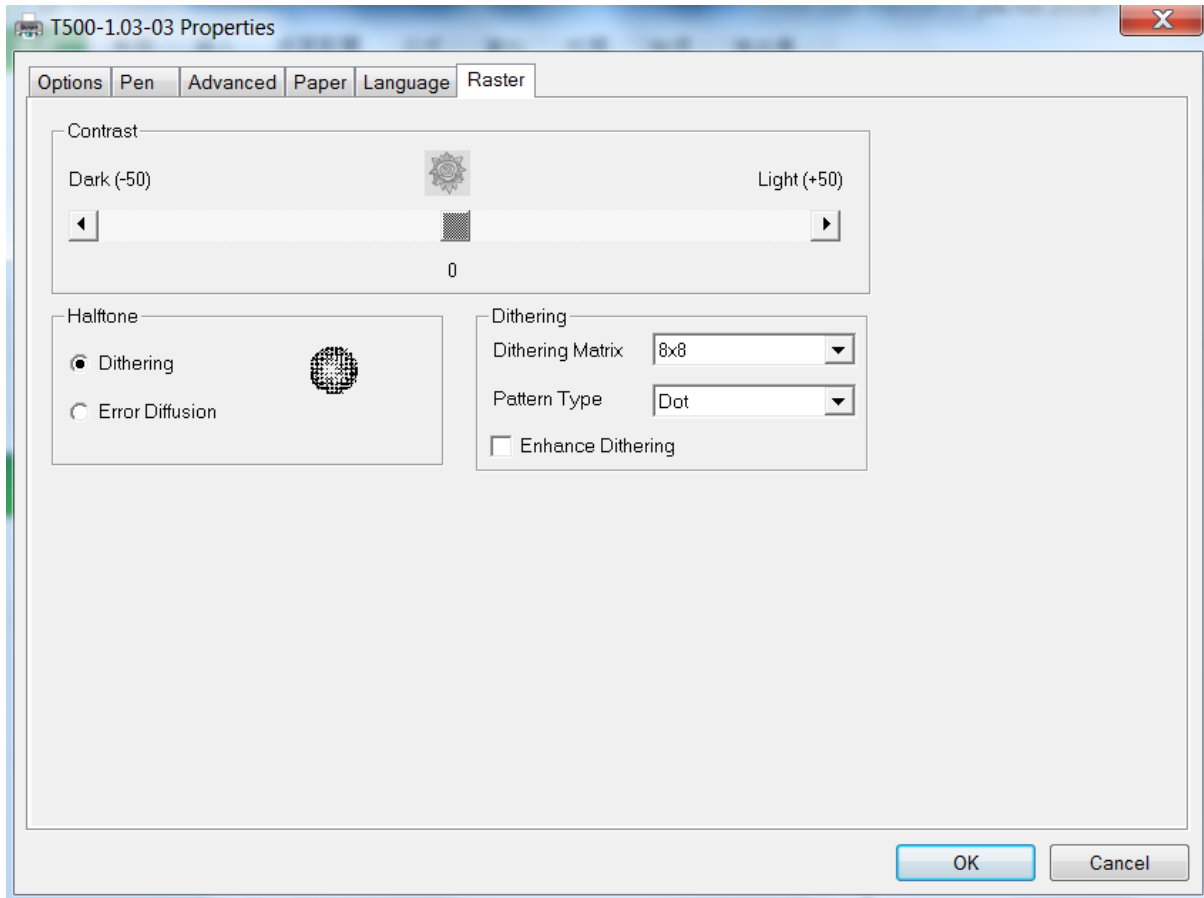 T500-1.03-03 Properties
Options Pen Advanced Paper Language Raster
Contrast
Dark (-50) Light (+50)
0
Halftone
Dithering
Error Diffusion
Dithering
Dithering Matrix 8x8
Pattern Type Dot
Enhance Dithering
OK Cancel